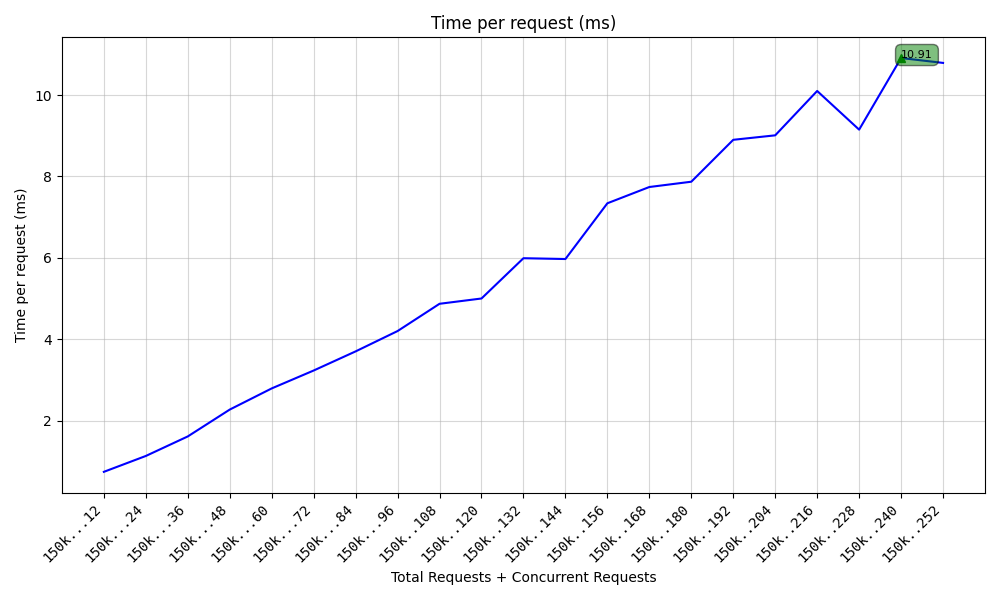 Time per request (ms)
10.91
Time per request (ms)
10
8
6
4
2
150k...12
150k...24
150k...36
150k...48
150k...60
150k...72
150k...84
150k...96
150k..108
150k..120
150k..132
150k..144
150k..156
150k..168
150k..180
150k..192
150k..204
150k..216
150k..228
150k..240
150k..252
Total Requests + Concurrent Requests